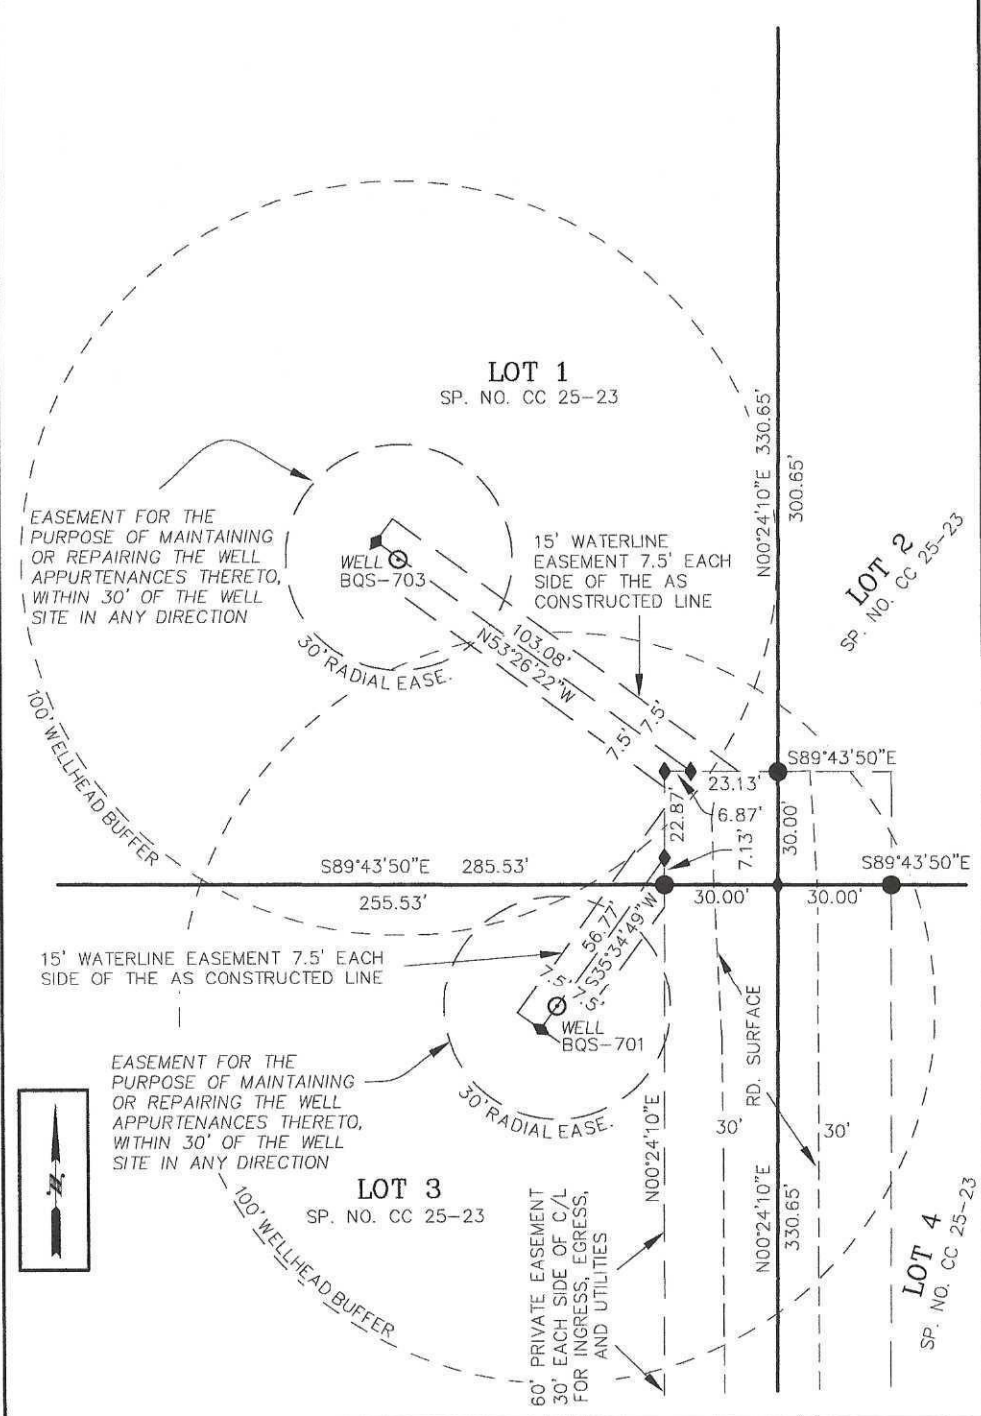 LOT 1
SP. NO. CC 25-23
N00°24'10"E 330.65'
300.65'
EASEMENT FOR THE
PURPOSE OF MAINTAINING
OR REPAIRING THE WELL
APPURTENANCES THERETO,
WITHIN 30' OF THE WELL
SITE IN ANY DIRECTION
WELL
BQS-703
15' WATERLINE
EASEMENT 7.5' EACH
SIDE OF THE AS
CONSTRUCTED LINE
LOT 2
SP. NO. CC 25-23
103.08'
N53°26'22"W
30' RADIAL EASE.
7.5'
7.5'
100' WELLHEAD BUFFER
S89°43'50"E
23.13'
6.87'
22.87'
7.13'
30.00'
S89°43'50"E 285.53'
S89°43'50"E
255.53'
30.00'
30.00'
56.77'
S35°34'49"W
15' WATERLINE EASEMENT 7.5' EACH
SIDE OF THE AS CONSTRUCTED LINE
7.5'
7.5'
WELL
BQS-701
RD. SURFACE
EASEMENT FOR THE
PURPOSE OF MAINTAINING
OR REPAIRING THE WELL
APPURTENANCES THERETO,
WITHIN 30' OF THE WELL
SITE IN ANY DIRECTION
30' RADIAL EASE.
N00°24'10"E
30'
30'
N.
LOT 3
SP. NO. CC 25-23
100' WELLHEAD BUFFER
60' PRIVATE EASEMENT
30' EACH SIDE OF C/L
FOR INGRESS, EGRESS,
AND UTILITIES
N00°24'10"E
330.65'
LOT 4
SP. NO. CC 25-23